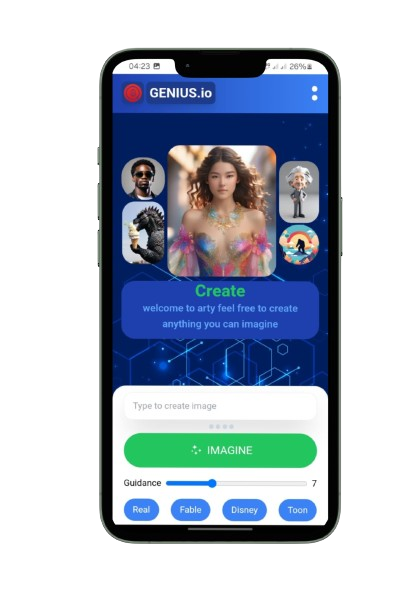 04:23 26%
GENIUS.io
Create
welcome to arty feel free to create
anything you can imagine
Type to create image
IMAGINE
Guidance 7
Real Fable Disney Toon